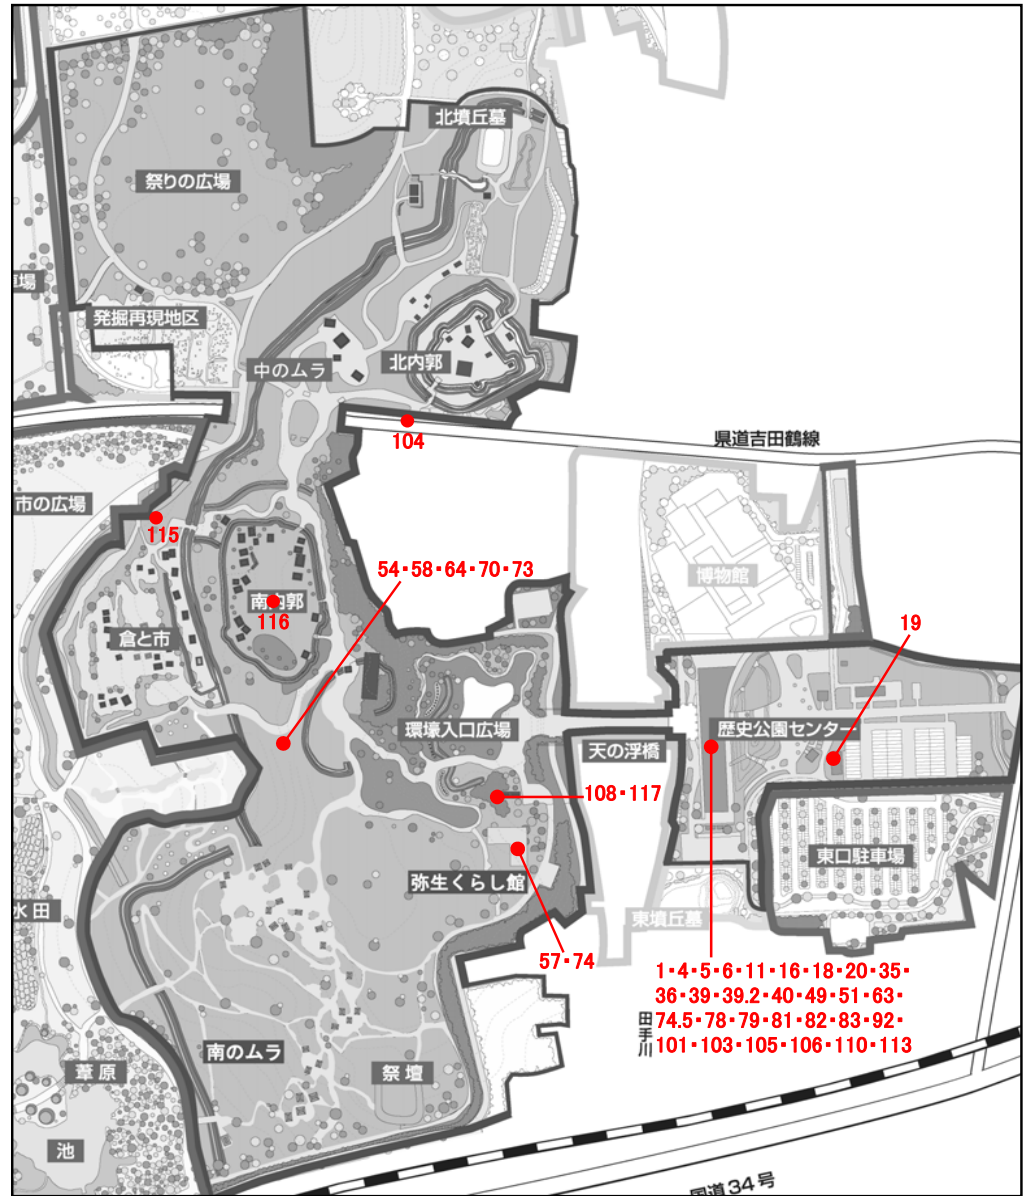 北墳丘墓
祭りの広場
車場
発掘再現地区
中のムラ
北内郭
104
県道吉田鶴線
市の広場
115
博物館
54・58・64・70・73
南内郭
116
倉と市
19
環壕入口広場
歴史公園センター
天の浮橋
108・117
東口駐車場
弥生くらし館
水田
東墳丘墓
57・74
1・4・5・6・11・16・18・20・35・
36・39・39.2・40・49・51・63・
74.5・78・79・81・82・83・92・
101・103・105・106・110・113
田手川
南のムラ
葦原
祭壇
池
国道34号